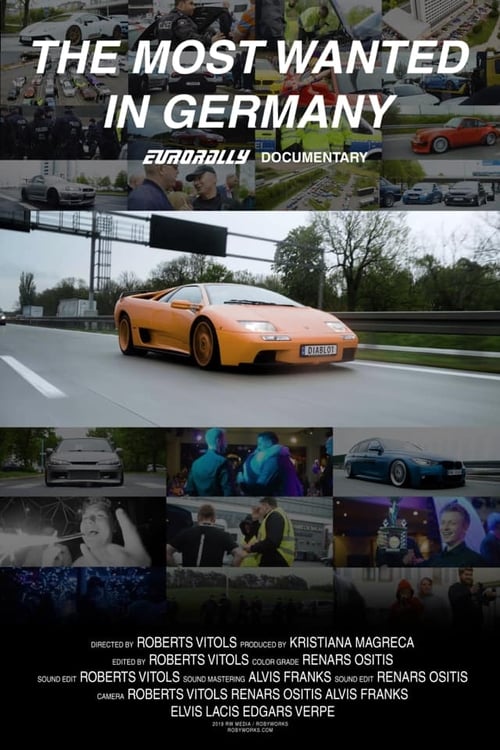 THE MOST WANTED
IN GERMANY
EURORALLY DOCUMENTARY
DIABLO1
DIRECTED BY ROBERTS VITOLS PRODUCED BY KRISTIANA MAGRECA
EDITED BY ROBERTS VITOLS COLOR GRADE RENARS OSITIS
SOUND EDIT ROBERTS VITOLS SOUND MASTERING ALVIS FRANKS SOUND EDIT RENARS OSITIS
CAMERA ROBERTS VITOLS RENARS OSITIS ALVIS FRANKS
ELVIS LACIS EDGARS VERPE
2019 RW MEDIA / ROBYWORKS
ROBYWORKS.COM